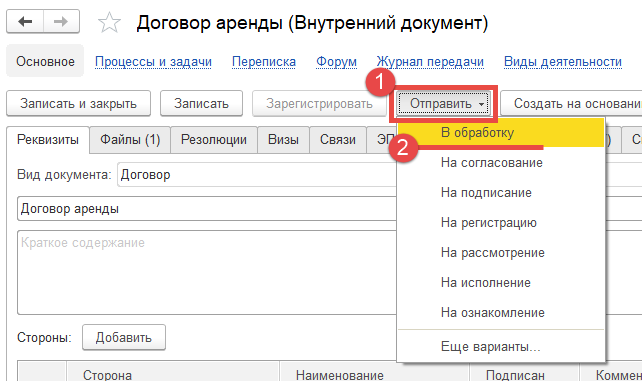 Договор аренды (Внутренний документ)
Основное Процессы и задачи Переписка Форум Журнал передачи Виды деятельности
1
Записать и закрыть Записать Зарегистрировать Отправить Создать на основани
Реквизиты Файлы (1) Резолюции Визы Связи ЭП
В обработку
2
На согласование
Вид документа: Договор
На подписание
Договор аренды
На регистрацию
Краткое содержание
На рассмотрение
На исполнение
На ознакомление
Стороны: Добавить
Еще варианты...
Сторона Наименование Подписан Коммен